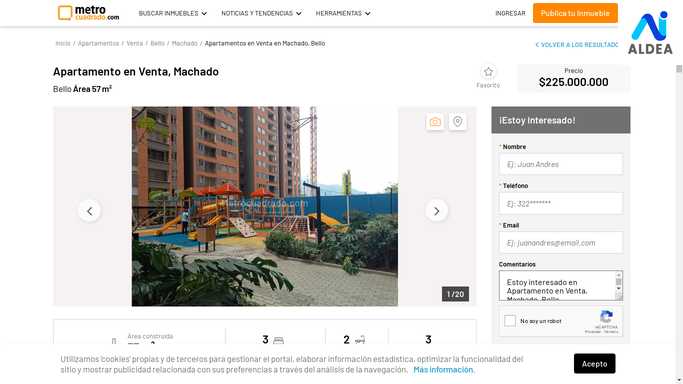 metro
cuadrado.com
BUSCAR INMUEBLES
NOTICIAS Y TENDENCIAS
HERRAMIENTAS
INGRESAR
Publica tu Inmueble
ALDEA
Inicio / Apartamentos / Venta / Bello / Machado / Apartamentos en Venta en Machado, Bello
< VOLVER A LOS RESULTADO
Apartamento en Venta, Machado
Bello Área 57 m²
Favorito
Precio
$225.000.000
metrocuadrado.com
1 / 20
¡Estoy Interesado!
* Nombre
Ej: Juan Andres
* Teléfono
Ej: 322*******
* Email
Ej: juanandres@email.com
Comentarios
Estoy interesado en
Apartamento en Venta,
Machado, Bello
No soy un robot
reCAPTCHA
Privacidad - Términos
Área construida
3
2
3
Utilizamos 'cookies' propias y de terceros para gestionar el portal, elaborar información estadística, optimizar la funcionalidad del
sitio y mostrar publicidad relacionada con sus preferencias a través del análisis de la navegación. Más información.
Acepto